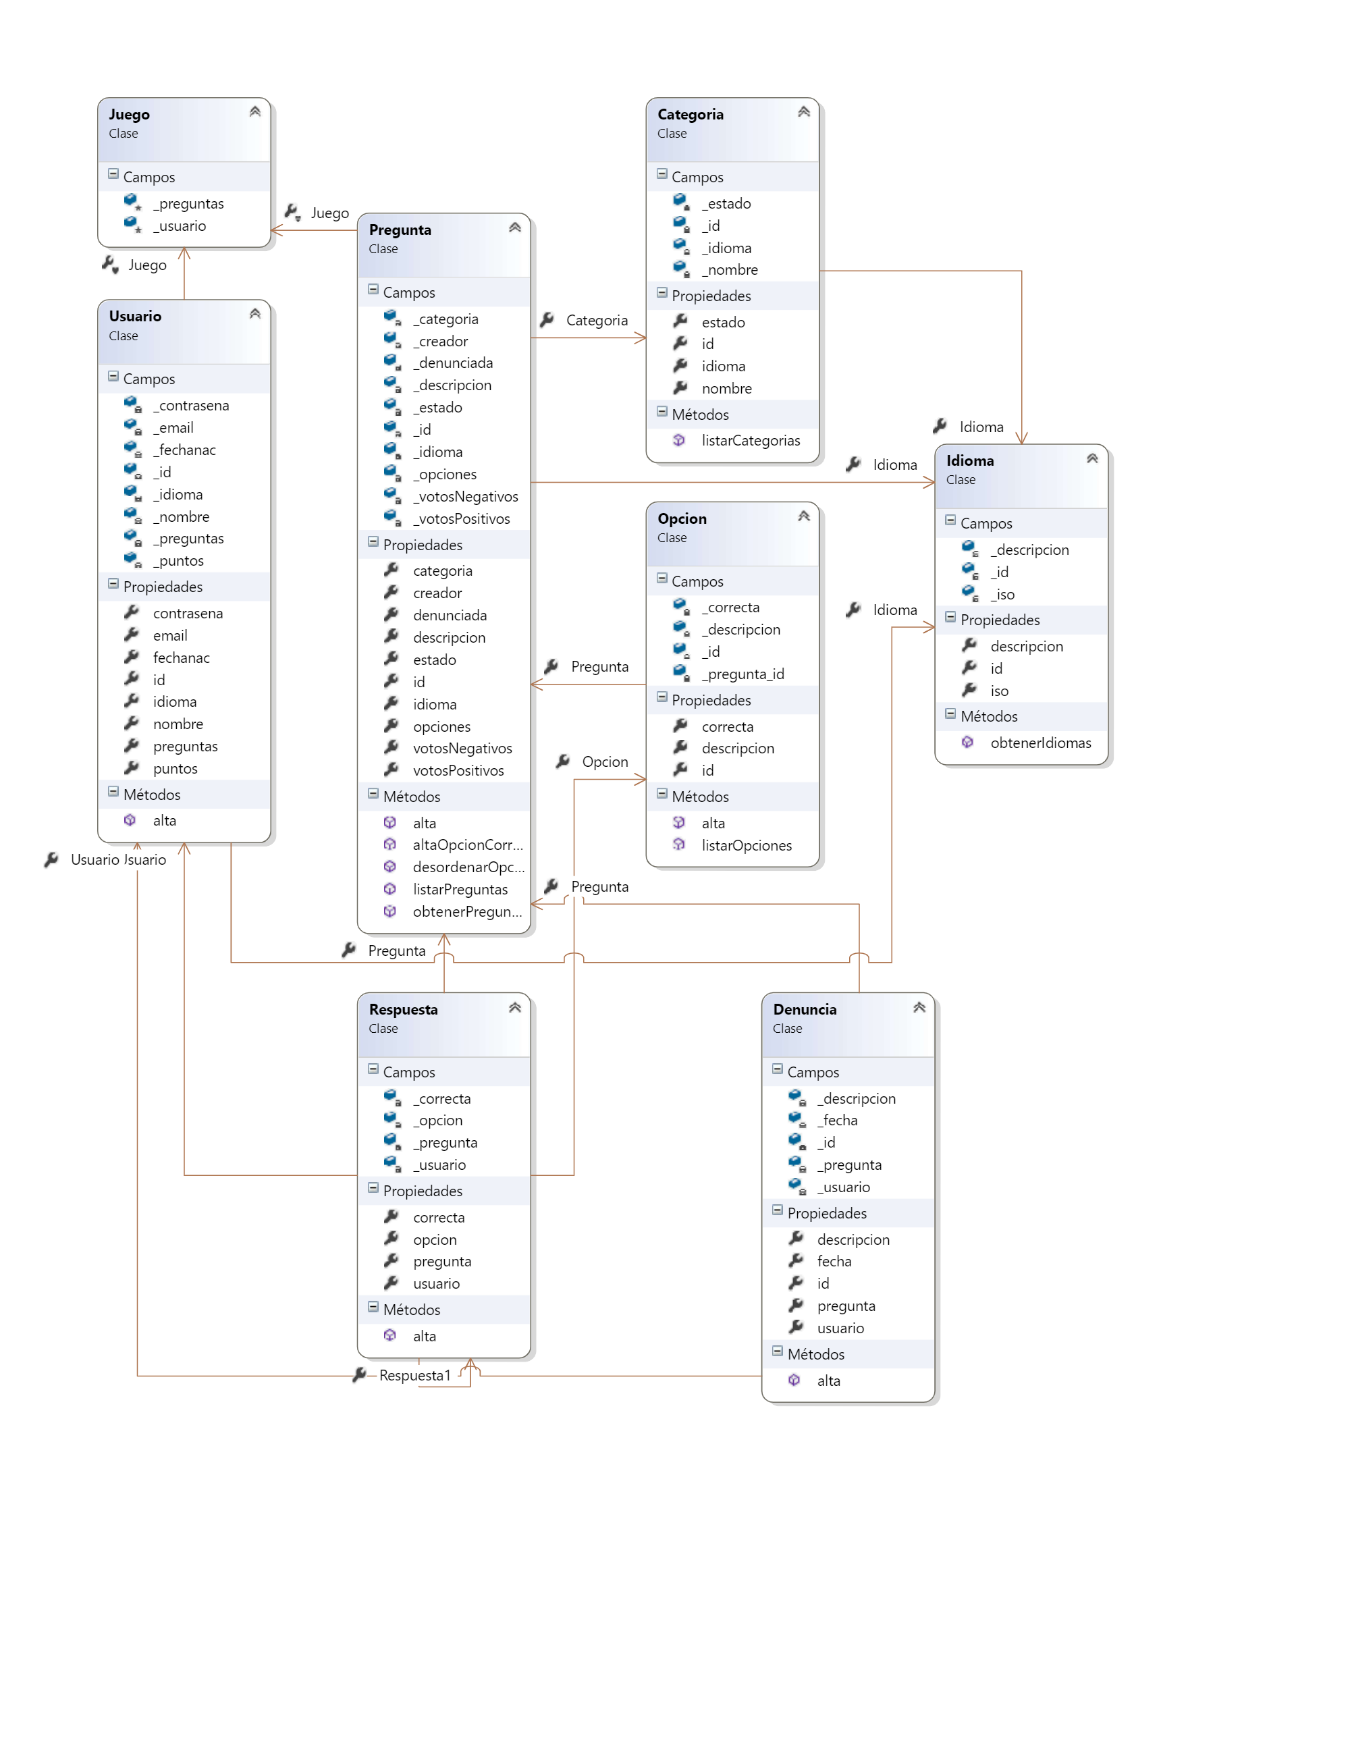 Juego
Clase
Campos
_preguntas
_usuario
Juego
Juego
Usuario
Clase
Campos
_contrasena
_email
_fechanac
_id
_idioma
_nombre
_preguntas
_puntos
Propiedades
contrasena
email
fechanac
id
idioma
nombre
preguntas
puntos
Métodos
alta
Usuario
Pregunta
Clase
Campos
_categoria
_creador
_denunciada
_descripcion
_estado
_id
_idioma
_opciones
_votosNegativos
_votosPositivos
Propiedades
categoria
creador
denunciada
descripcion
estado
id
idioma
opciones
votosNegativos
votosPositivos
Métodos
alta
altaOpcionCorr...
desordenarOpc...
listarPreguntas
obtenerPregun...
Categoria
Categoria
Clase
Campos
_estado
_id
_idioma
_nombre
Propiedades
estado
id
idioma
nombre
Métodos
listarCategorias
Idioma
Idioma
Idioma
Opcion
Clase
Campos
_correcta
_descripcion
_id
_pregunta_id
Propiedades
correcta
descripcion
id
Métodos
alta
listarOpciones
Pregunta
Opcion
Pregunta
Pregunta
Idioma
Clase
Campos
_descripcion
_id
_iso
Propiedades
descripcion
id
iso
Métodos
obtenerIdiomas
Respuesta
Clase
Campos
_correcta
_opcion
_pregunta
_usuario
Propiedades
correcta
opcion
pregunta
usuario
Métodos
alta
Respuesta1
Denuncia
Clase
Campos
_descripcion
_fecha
_id
_pregunta
_usuario
Propiedades
descripcion
fecha
id
pregunta
usuario
Métodos
alta